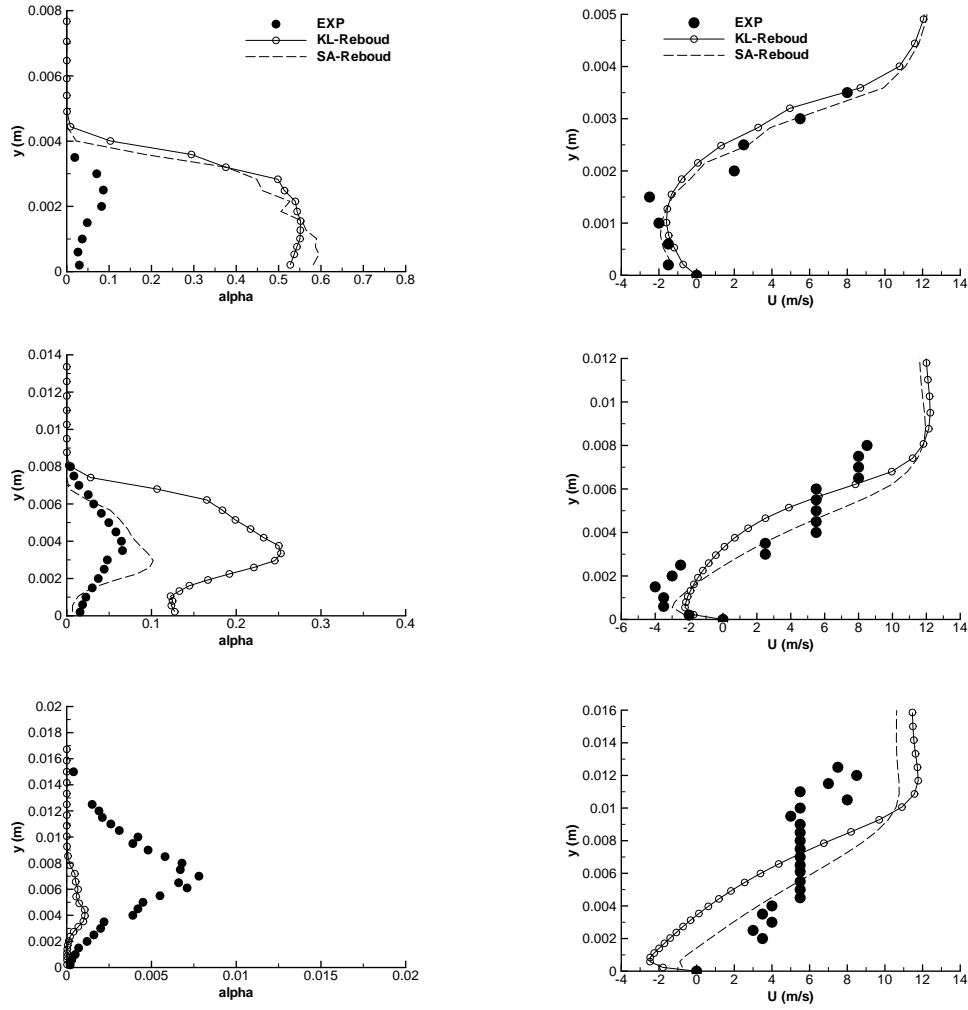 0.008
0.006
0.004
0.002
0
y (m)
0 0.1 0.2 0.3 0.4 0.5 0.6 0.7 0.8
alpha
EXP
KL-Reboud
SA-Reboud
0.005
0.004
0.003
0.002
0.001
0
y (m)
-4 -2 0 2 4 6 8 10 12 14
U (m/s)
EXP
KL-Reboud
SA-Reboud
0.014
0.012
0.01
0.008
0.006
0.004
0.002
0
y (m)
0 0.1 0.2 0.3 0.4
alpha
0.012
0.01
0.008
0.006
0.004
0.002
0
y (m)
-6 -4 -2 0 2 4 6 8 10 12 14
U (m/s)
0.02
0.018
0.016
0.014
0.012
0.01
0.008
0.006
0.004
0.002
0
y (m)
0 0.005 0.01 0.015 0.02
alpha
0.016
0.014
0.012
0.01
0.008
0.006
0.004
0.002
0
y (m)
-4 -2 0 2 4 6 8 10 12 14
U (m/s)